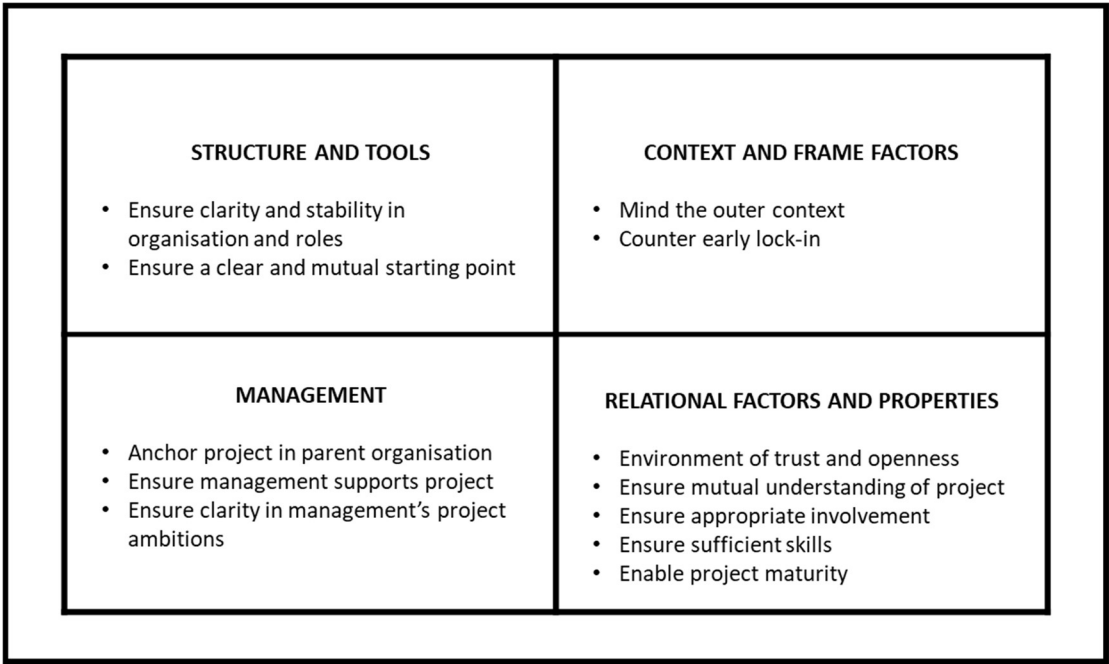 STRUCTURE AND TOOLS
• Ensure clarity and stability in
organisation and roles
• Ensure a clear and mutual starting point
CONTEXT AND FRAME FACTORS
• Mind the outer context
• Counter early lock-in
MANAGEMENT
• Anchor project in parent organisation
• Ensure management supports project
• Ensure clarity in management's project
ambitions
RELATIONAL FACTORS AND PROPERTIES
• Environment of trust and openness
• Ensure mutual understanding of project
• Ensure appropriate involvement
• Ensure sufficient skills
• Enable project maturity